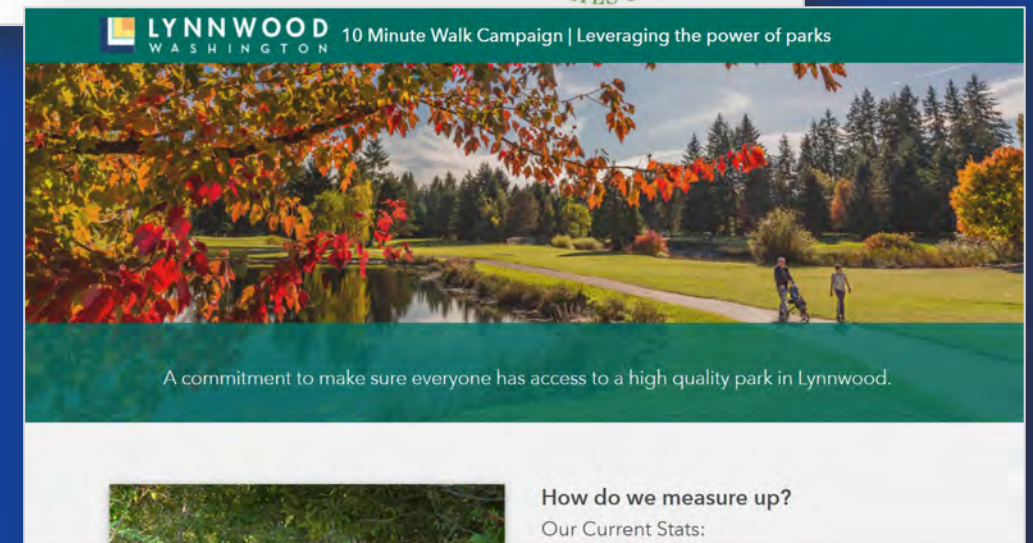 LYNNWOOD
WASHINGTON
10 Minute Walk Campaign | Leveraging the power of parks
A commitment to make sure everyone has access to a high quality park in Lynnwood.
How do we measure up?
Our Current Stats: